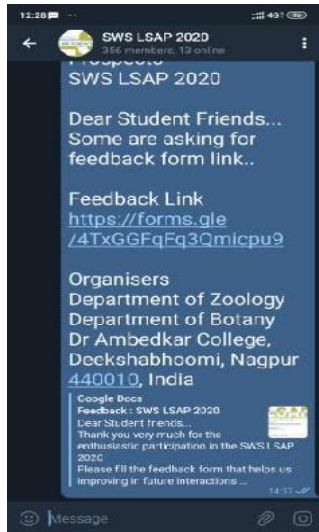 12:28
SWS LSAP 2020
356 members, 13 online
Prospects
SWS LSAP 2020
Dear Student Friends...
Some are asking for
feedback form link..
Feedback Link
https://forms.gle
/4TxGGFqFq3Qmicpu9
Organisers
Department of Zoology
Department of Botany
Dr Ambedkar College,
Deekshabhoomi, Nagpur
440010, India
Google Docs
Feedback : SWS LSAP 2020
Dear Student friends...
Thank you very much for the
enthusiastic participation in the SWS LSAP
2020
Please fill the feedback form that helps us
improving in future interactions ...
14:57
Message